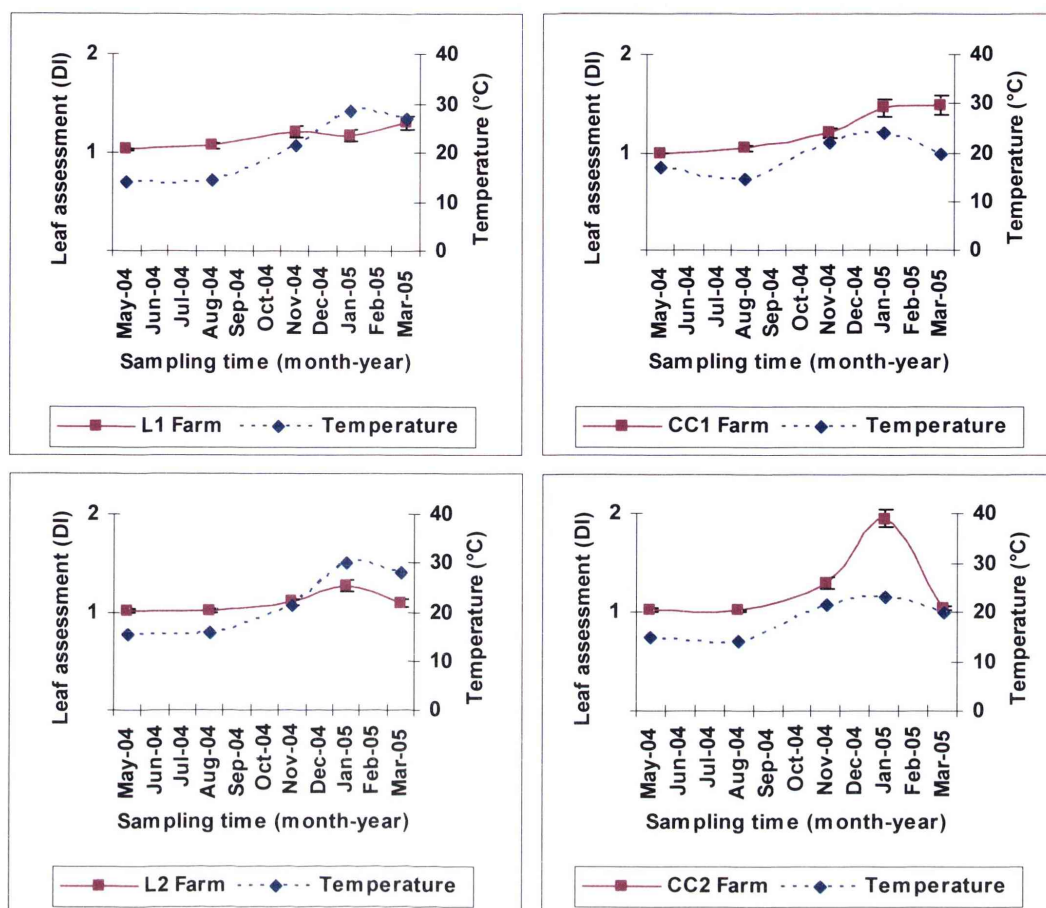 Leaf assessment (DI)
2
1
0
40
30
20
10
0
Temperature (°C)
May-04
Jun-04
Jul-04
Aug-04
Sep-04
Oct-04
Nov-04
Dec-04
Jan-05
Feb-05
Mar-05
Sampling time (month-year)
L1 Farm Temperature
Leaf assessment (DI)
2
1
0
40
30
20
10
0
Temperature (°C)
May-04
Jun-04
Jul-04
Aug-04
Sep-04
Oct-04
Nov-04
Dec-04
Jan-05
Feb-05
Mar-05
Sampling time (month-year)
CC1 Farm Temperature
Leaf assessment (DI)
2
1
0
40
30
20
10
0
Temperature (°C)
May-04
Jun-04
Jul-04
Aug-04
Sep-04
Oct-04
Nov-04
Dec-04
Jan-05
Feb-05
Mar-05
Sampling time (month-year)
L2 Farm Temperature
Leaf assessment (DI)
2
1
0
40
30
20
10
0
Temperature (°C)
May-04
Jun-04
Jul-04
Aug-04
Sep-04
Oct-04
Nov-04
Dec-04
Jan-05
Feb-05
Mar-05
Sampling time (month-year)
CC2 Farm Temperature